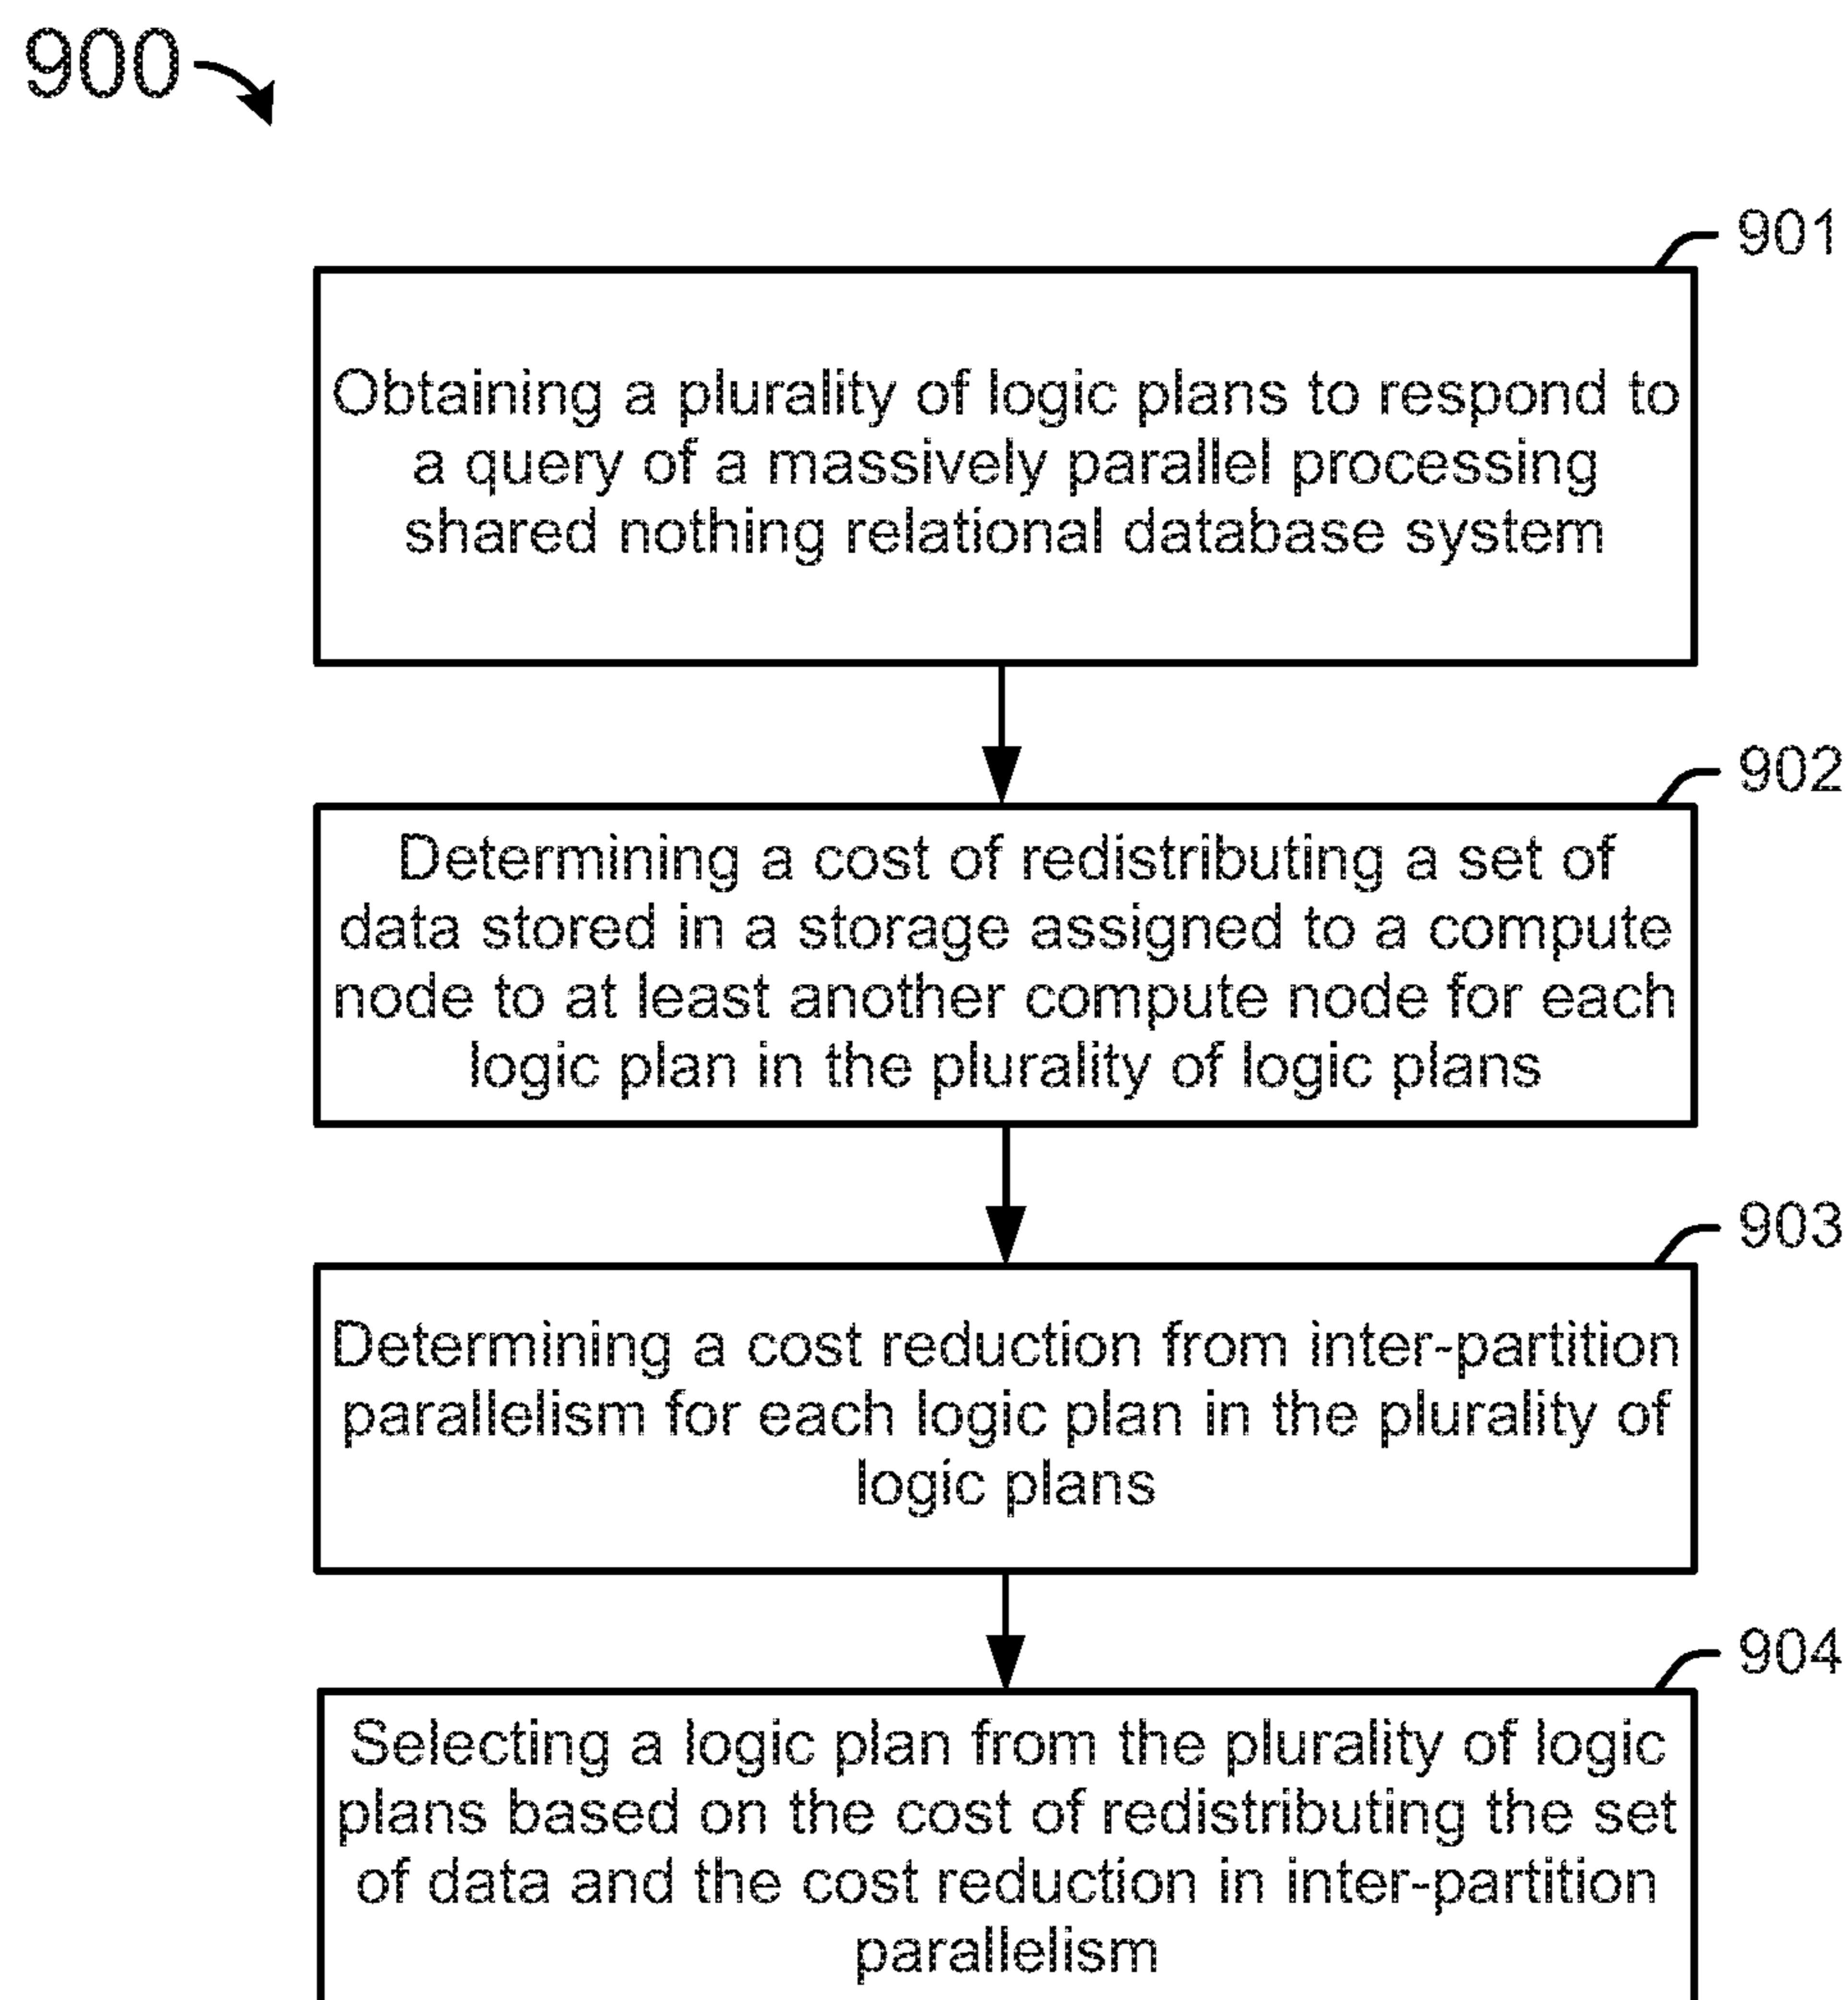 900
901
Obtaining a plurality of logic plans to respond to
a query of a massively parallel processing
shared nothing relational database system
902
Determining a cost of redistributing a set of
data stored in a storage assigned to a compute
node to at least another compute node for each
logic plan in the plurality of logic plans
903
Determining a cost reduction from inter-partition
parallelism for each logic plan in the plurality of
logic plans
904
Selecting a logic plan from the plurality of logic
plans based on the cost of redistributing the set
of data and the cost reduction in inter-partition
parallelism